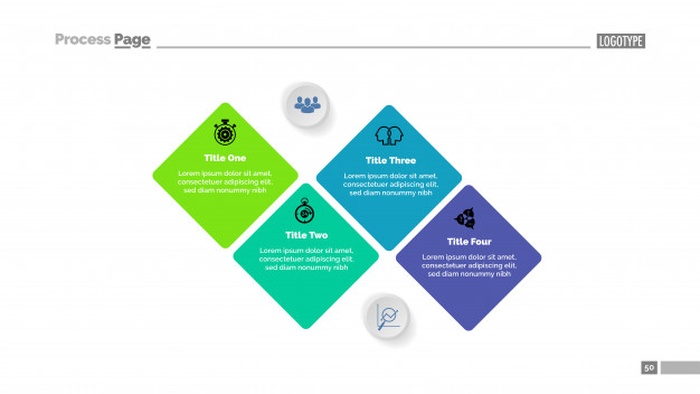 Process Page
LOGOTYPE
Title One
Lorem ipsum dolor sit amet,
consectetuer adipiscing elit,
sed diam nonummy nibh
Title Two
Lorem ipsum dolor sit amet,
consectetuer adipiscing elit,
sed diam nonummy nibh
Title Three
Lorem ipsum dolor sit amet,
consectetuer adipiscing elit,
sed diam nonummy nibh
Title Four
Lorem ipsum dolor sit amet,
consectetuer adipiscing elit,
sed diam nonummy nibh
50